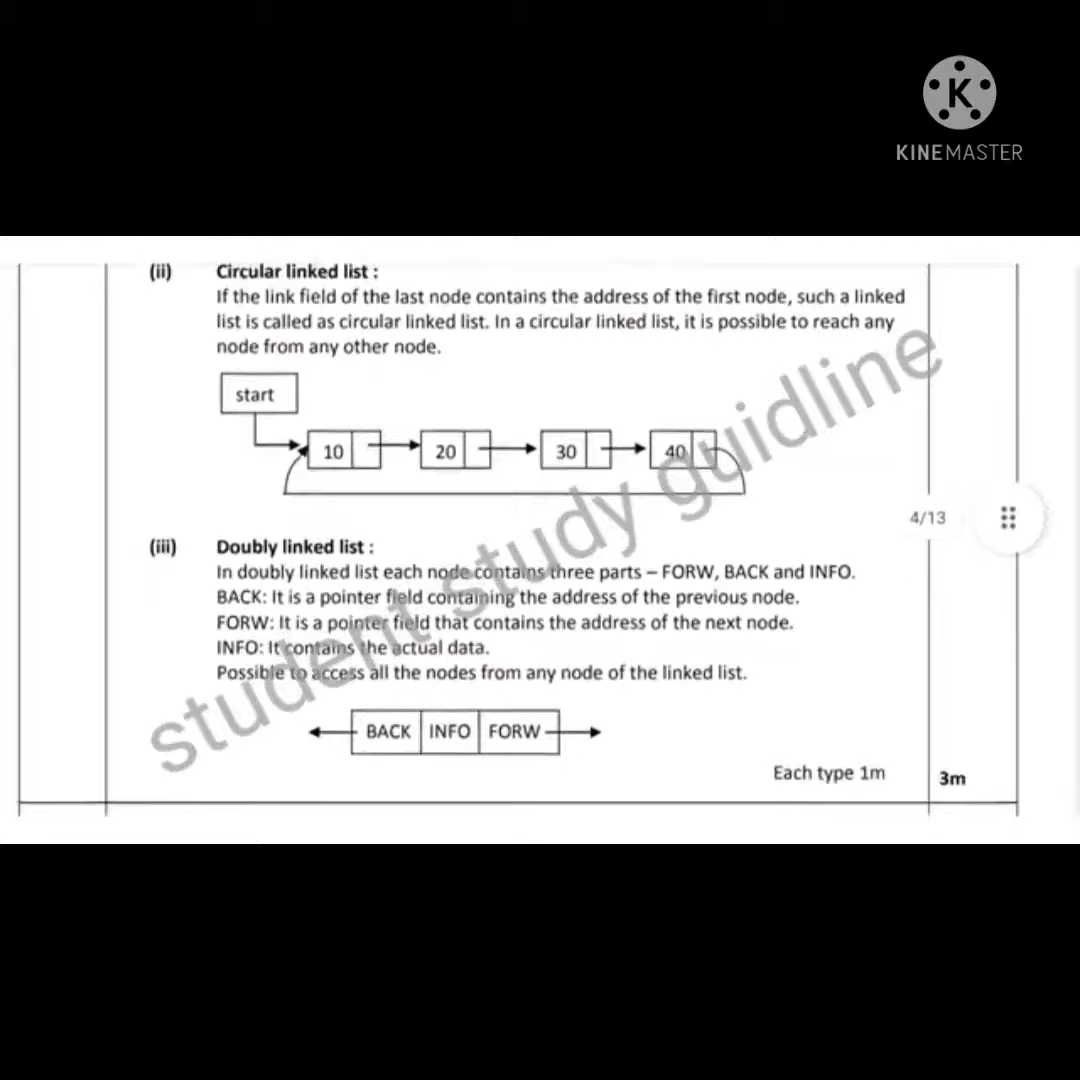 K
KINEMASTER
(ii) Circular linked list :
If the link field of the last node contains the address of the first node, such a linked
list is called as circular linked list. In a circular linked list, it is possible to reach any
node from any other node.
start
10 20 30 40
4/13
(iii) Doubly linked list :
In doubly linked list each node contains three parts – FORW, BACK and INFO.
BACK: It is a pointer field containing the address of the previous node.
FORW: It is a pointer field that contains the address of the next node.
INFO: It contains the actual data.
Possible to access all the nodes from any node of the linked list.
BACK INFO FORW
Each type 1m 3m
student study guidline